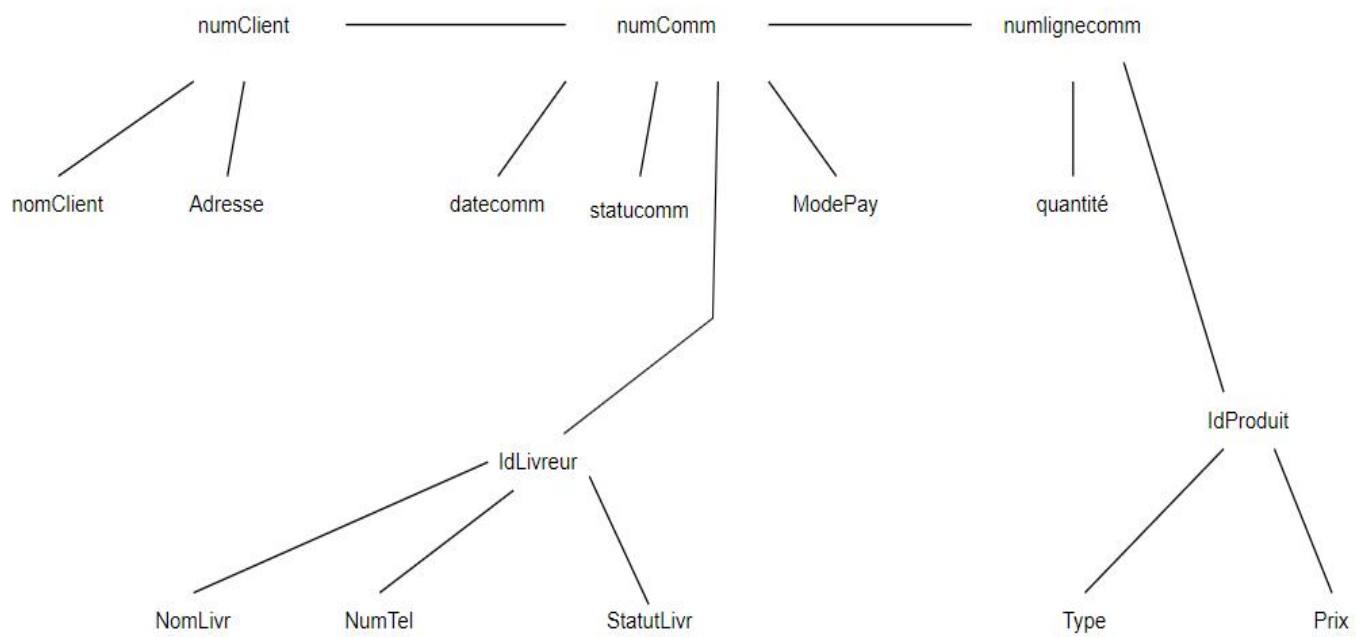 numClient numComm numlignecomm
nomClient Adresse datecomm statucomm ModePay quantité
IdProduit
IdLivreur
NomLivr NumTel StatutLivr Type Prix